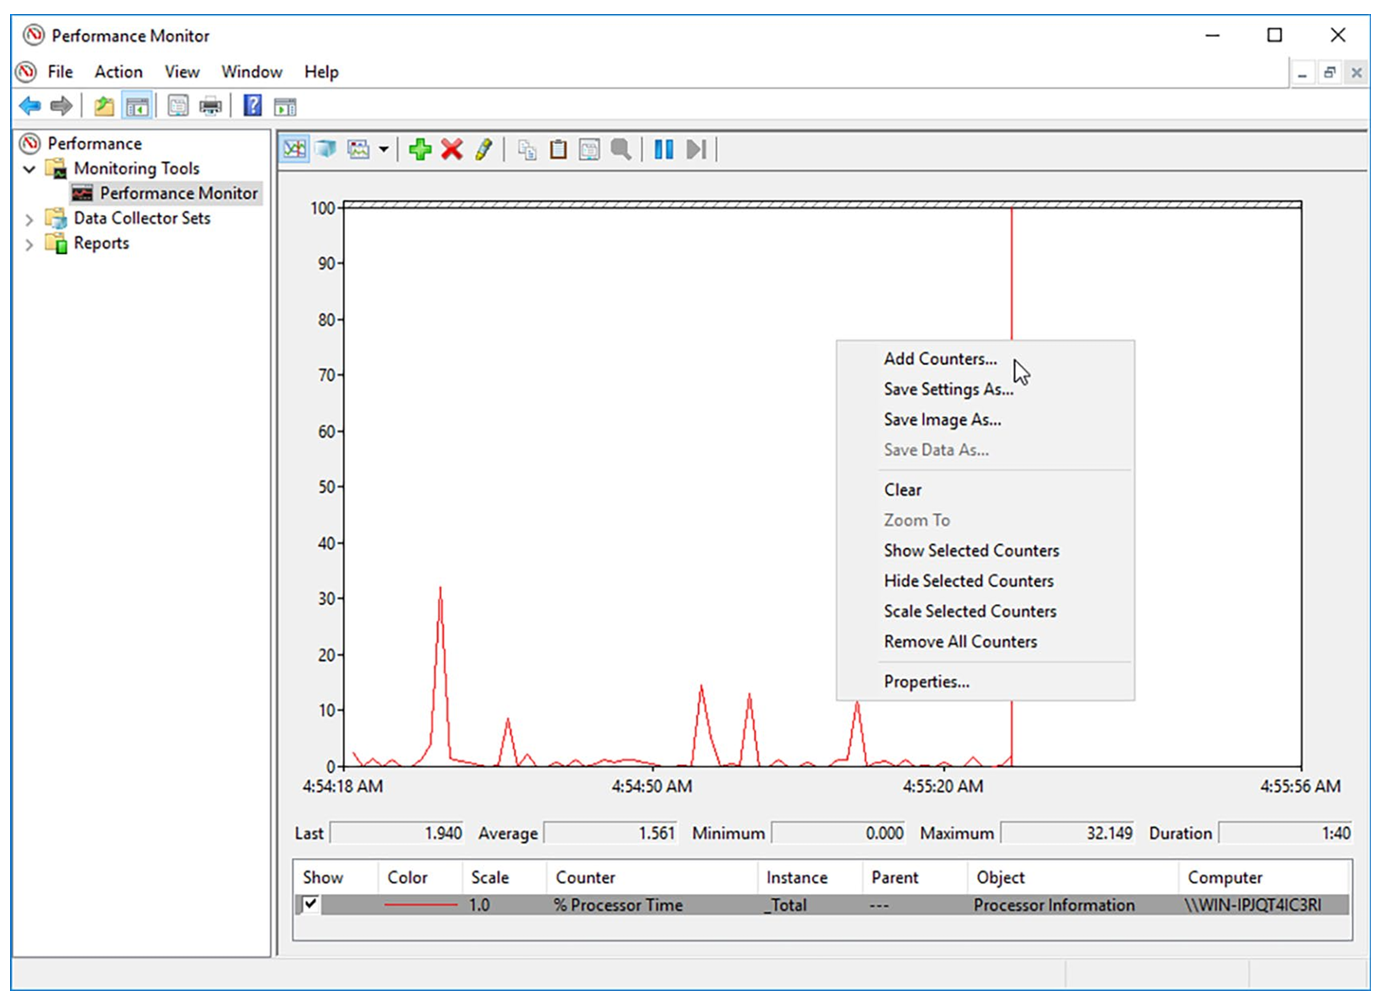 Performance Monitor
File Action View Window Help
Performance
Monitoring Tools
Performance Monitor
Data Collector Sets
Reports
100
90
80
70
60
50
40
30
20
10
0
Add Counters...
Save Settings As...
Save Image As...
Save Data As...
Clear
Zoom To
Show Selected Counters
Hide Selected Counters
Scale Selected Counters
Remove All Counters
Properties...
4:54:18 AM 4:54:50 AM 4:55:20 AM 4:55:56 AM
Last 1.940 Average 1.561 Minimum 0.000 Maximum 32.149 Duration 1:40
Show Color Scale Counter Instance Parent Object Computer
1.0 % Processor Time _Total --- Processor Information \\WIN-IPJQT4IC3RI